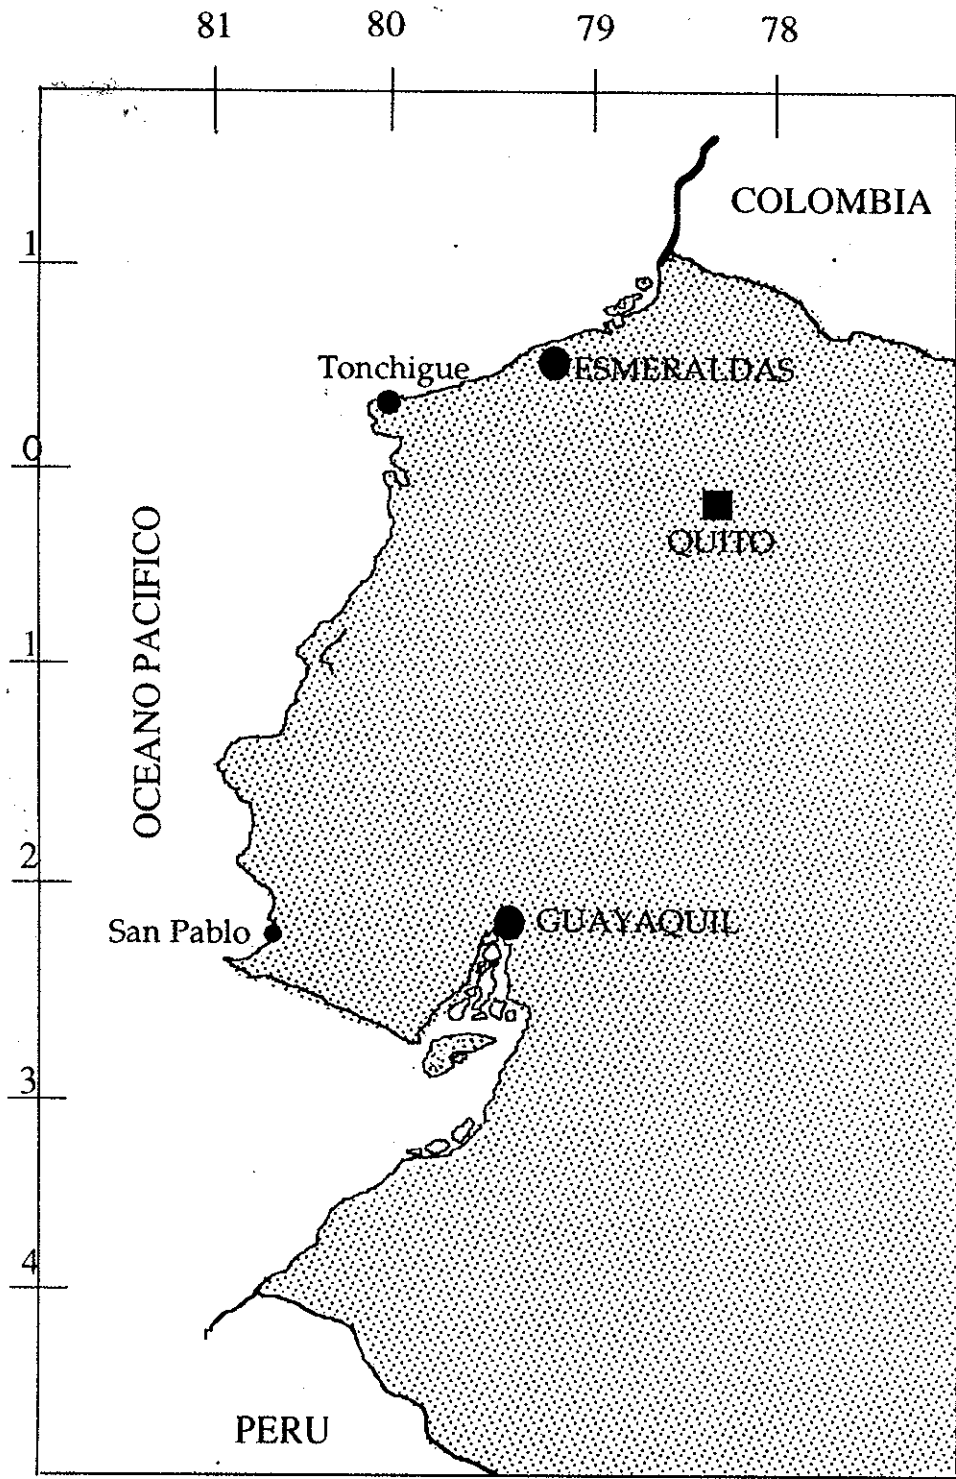 81 80 79 78
COLOMBIA
1
Tonchigue
ESMERALDAS
0
QUITO
OCEANO PACIFICO
1
2
San Pablo
GUAYAQUIL
3
4
PERU